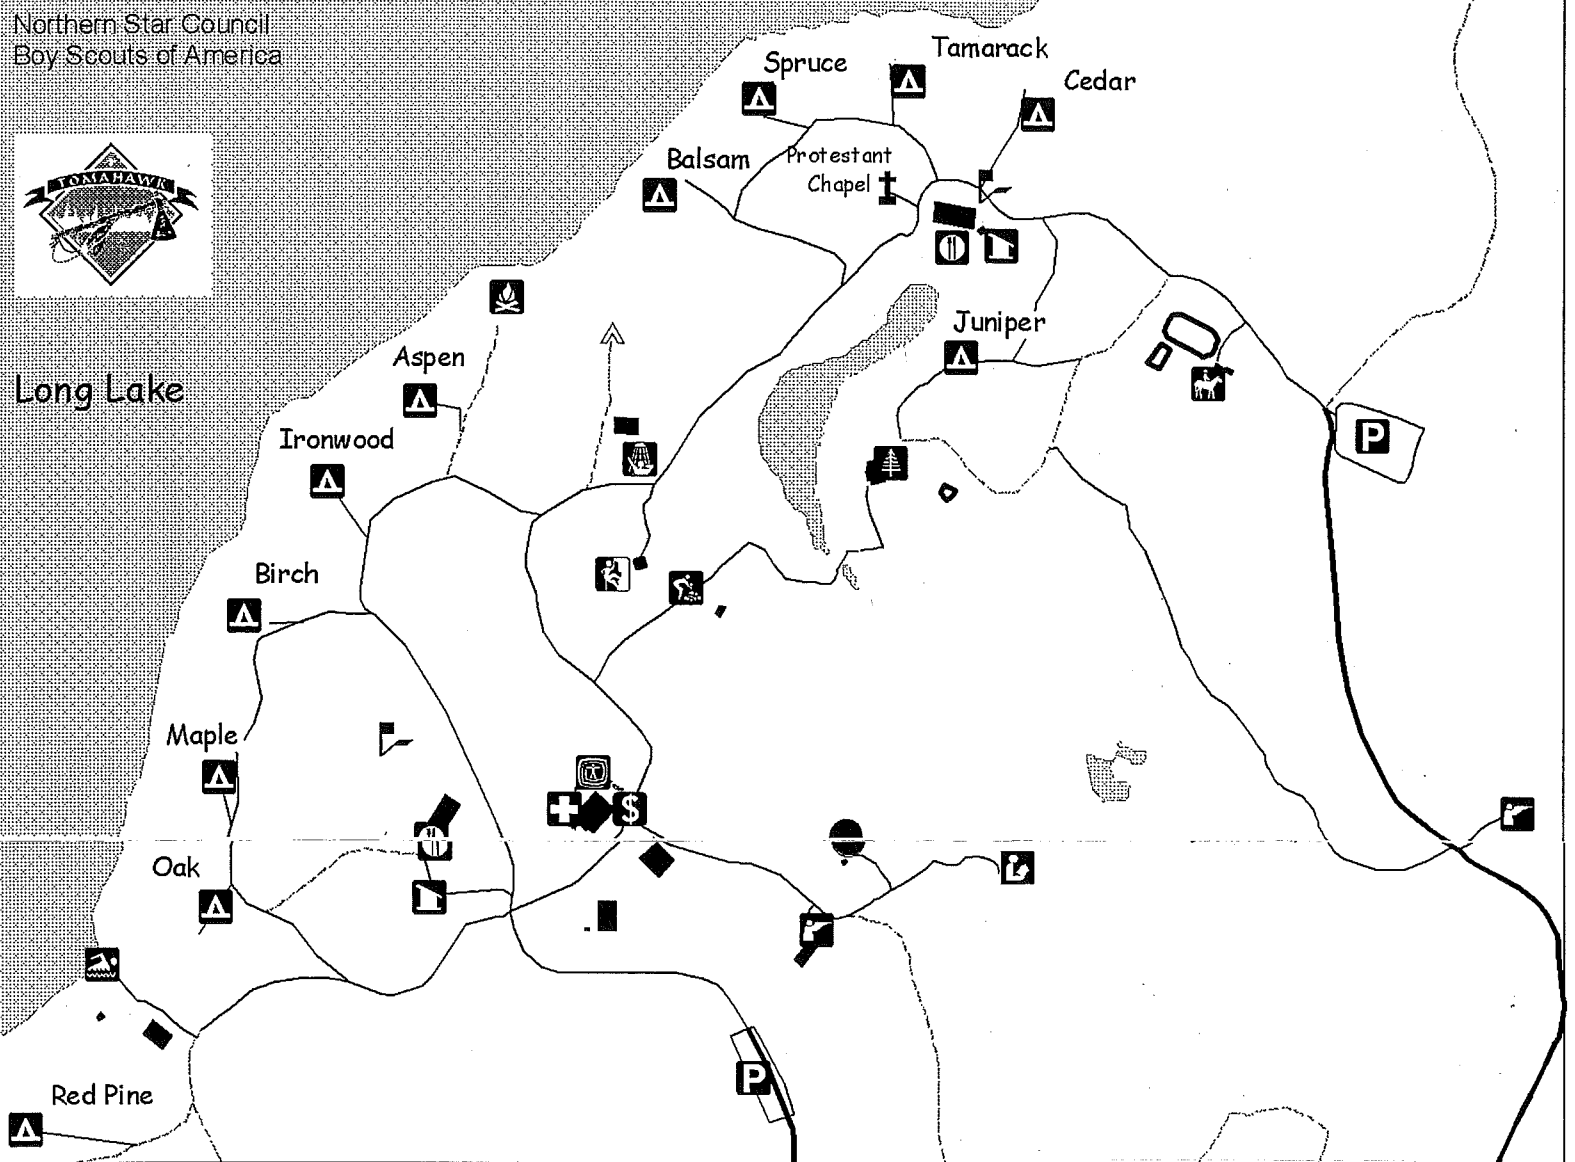 Northern Star Council
Boy Scouts of America
TOMAHAWK
Long Lake
Spruce
Tamarack
Cedar
Balsam
Protestant
Chapel
Juniper
Aspen
Ironwood
Birch
Maple
Oak
Red Pine
P
$
P